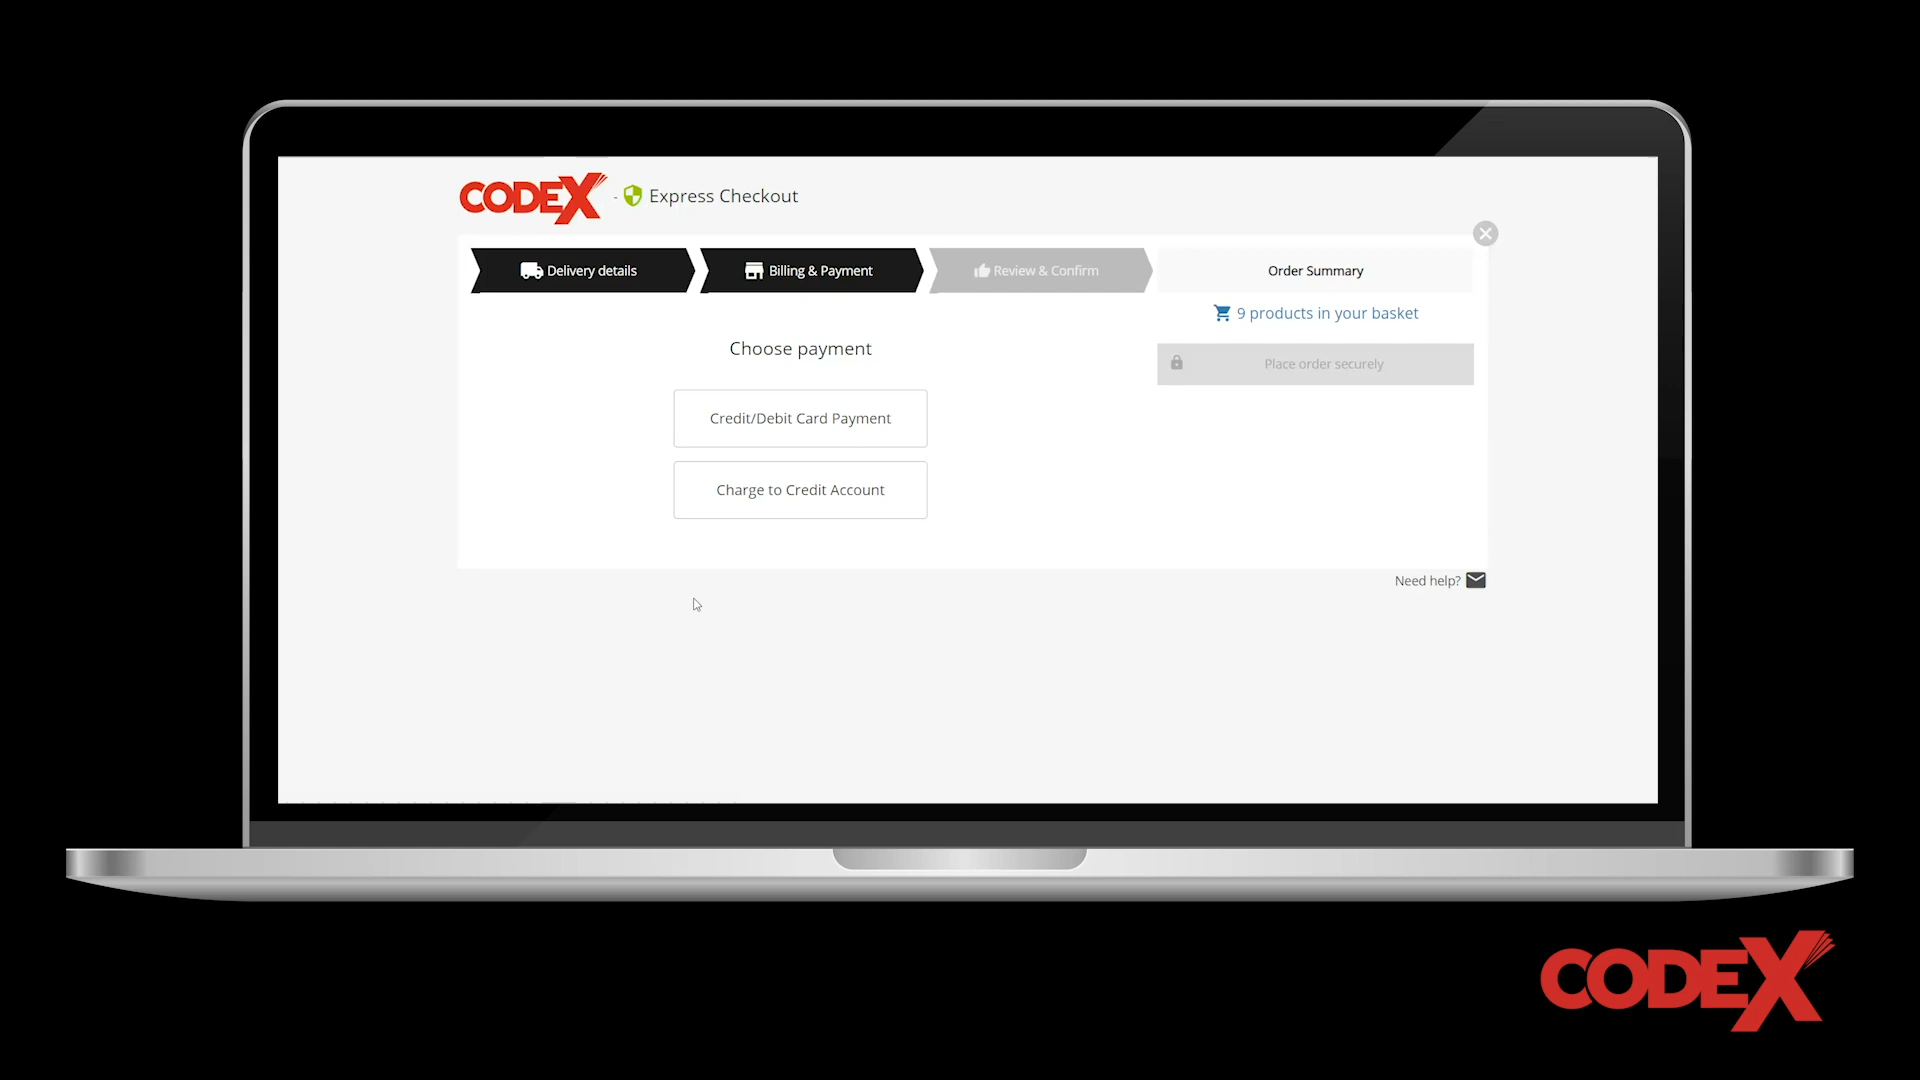 CODEX - Express Checkout
Delivery details
Billing & Payment
Review & Confirm
Order Summary
9 products in your basket
Place order securely
Choose payment
Credit/Debit Card Payment
Charge to Credit Account
Need help?
CODEX